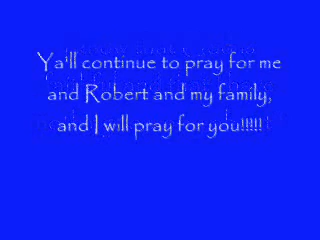 Ya'll continue to pray for me
and Robert and my family,
and I will pray for you!!!!!